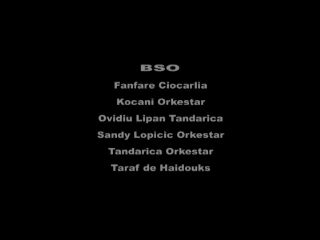 BSO
Fanfare Ciocarlia
Kocani Orkestar
Ovidiu Lipan Tandarica
Sandy Lopicic Orkestar
Tandarica Orkestar
Taraf de Haidouks